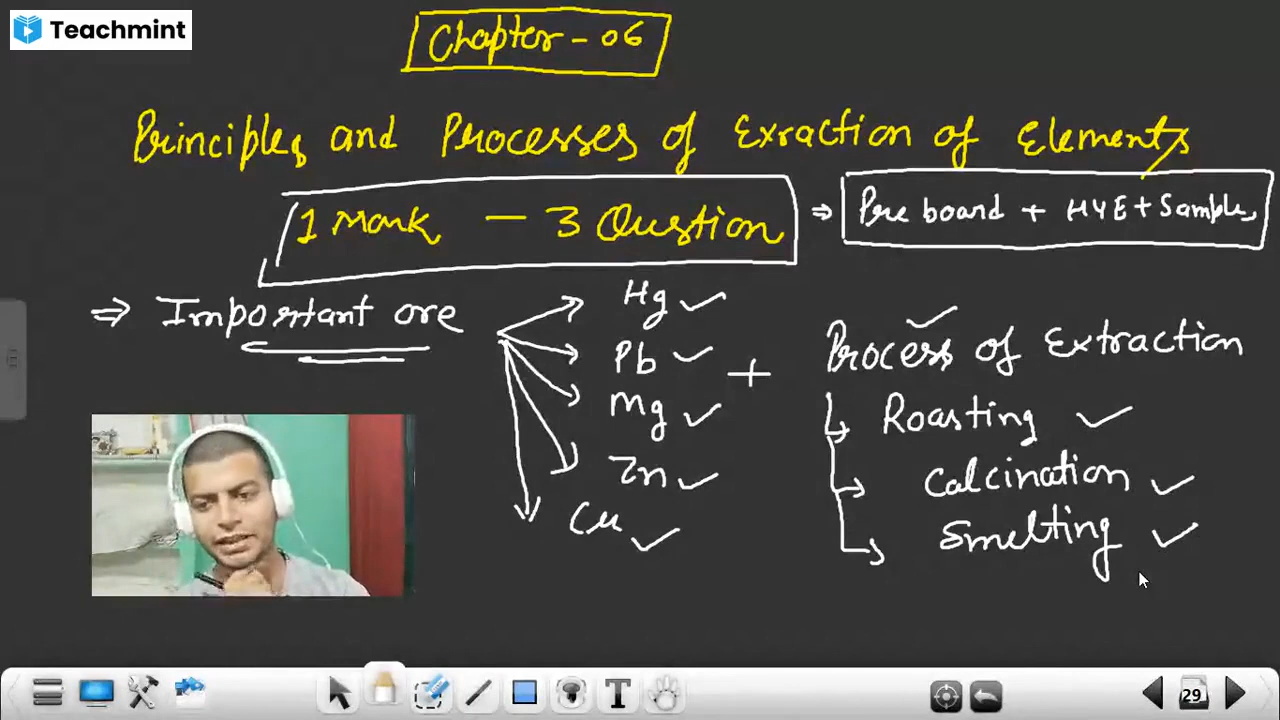 Teachmint
Chapter - 06
Principles and Processes of Exraction of Elements
1 Mark - 3 Question ⇒ Pre board + HYE + Sample
⇒ Important ore
Hg ✓
Pb ✓
Mg ✓
Zn ✓
Cu ✓
+
Process of Extraction
Roasting ✓
Calcination ✓
Smelting ✓
29